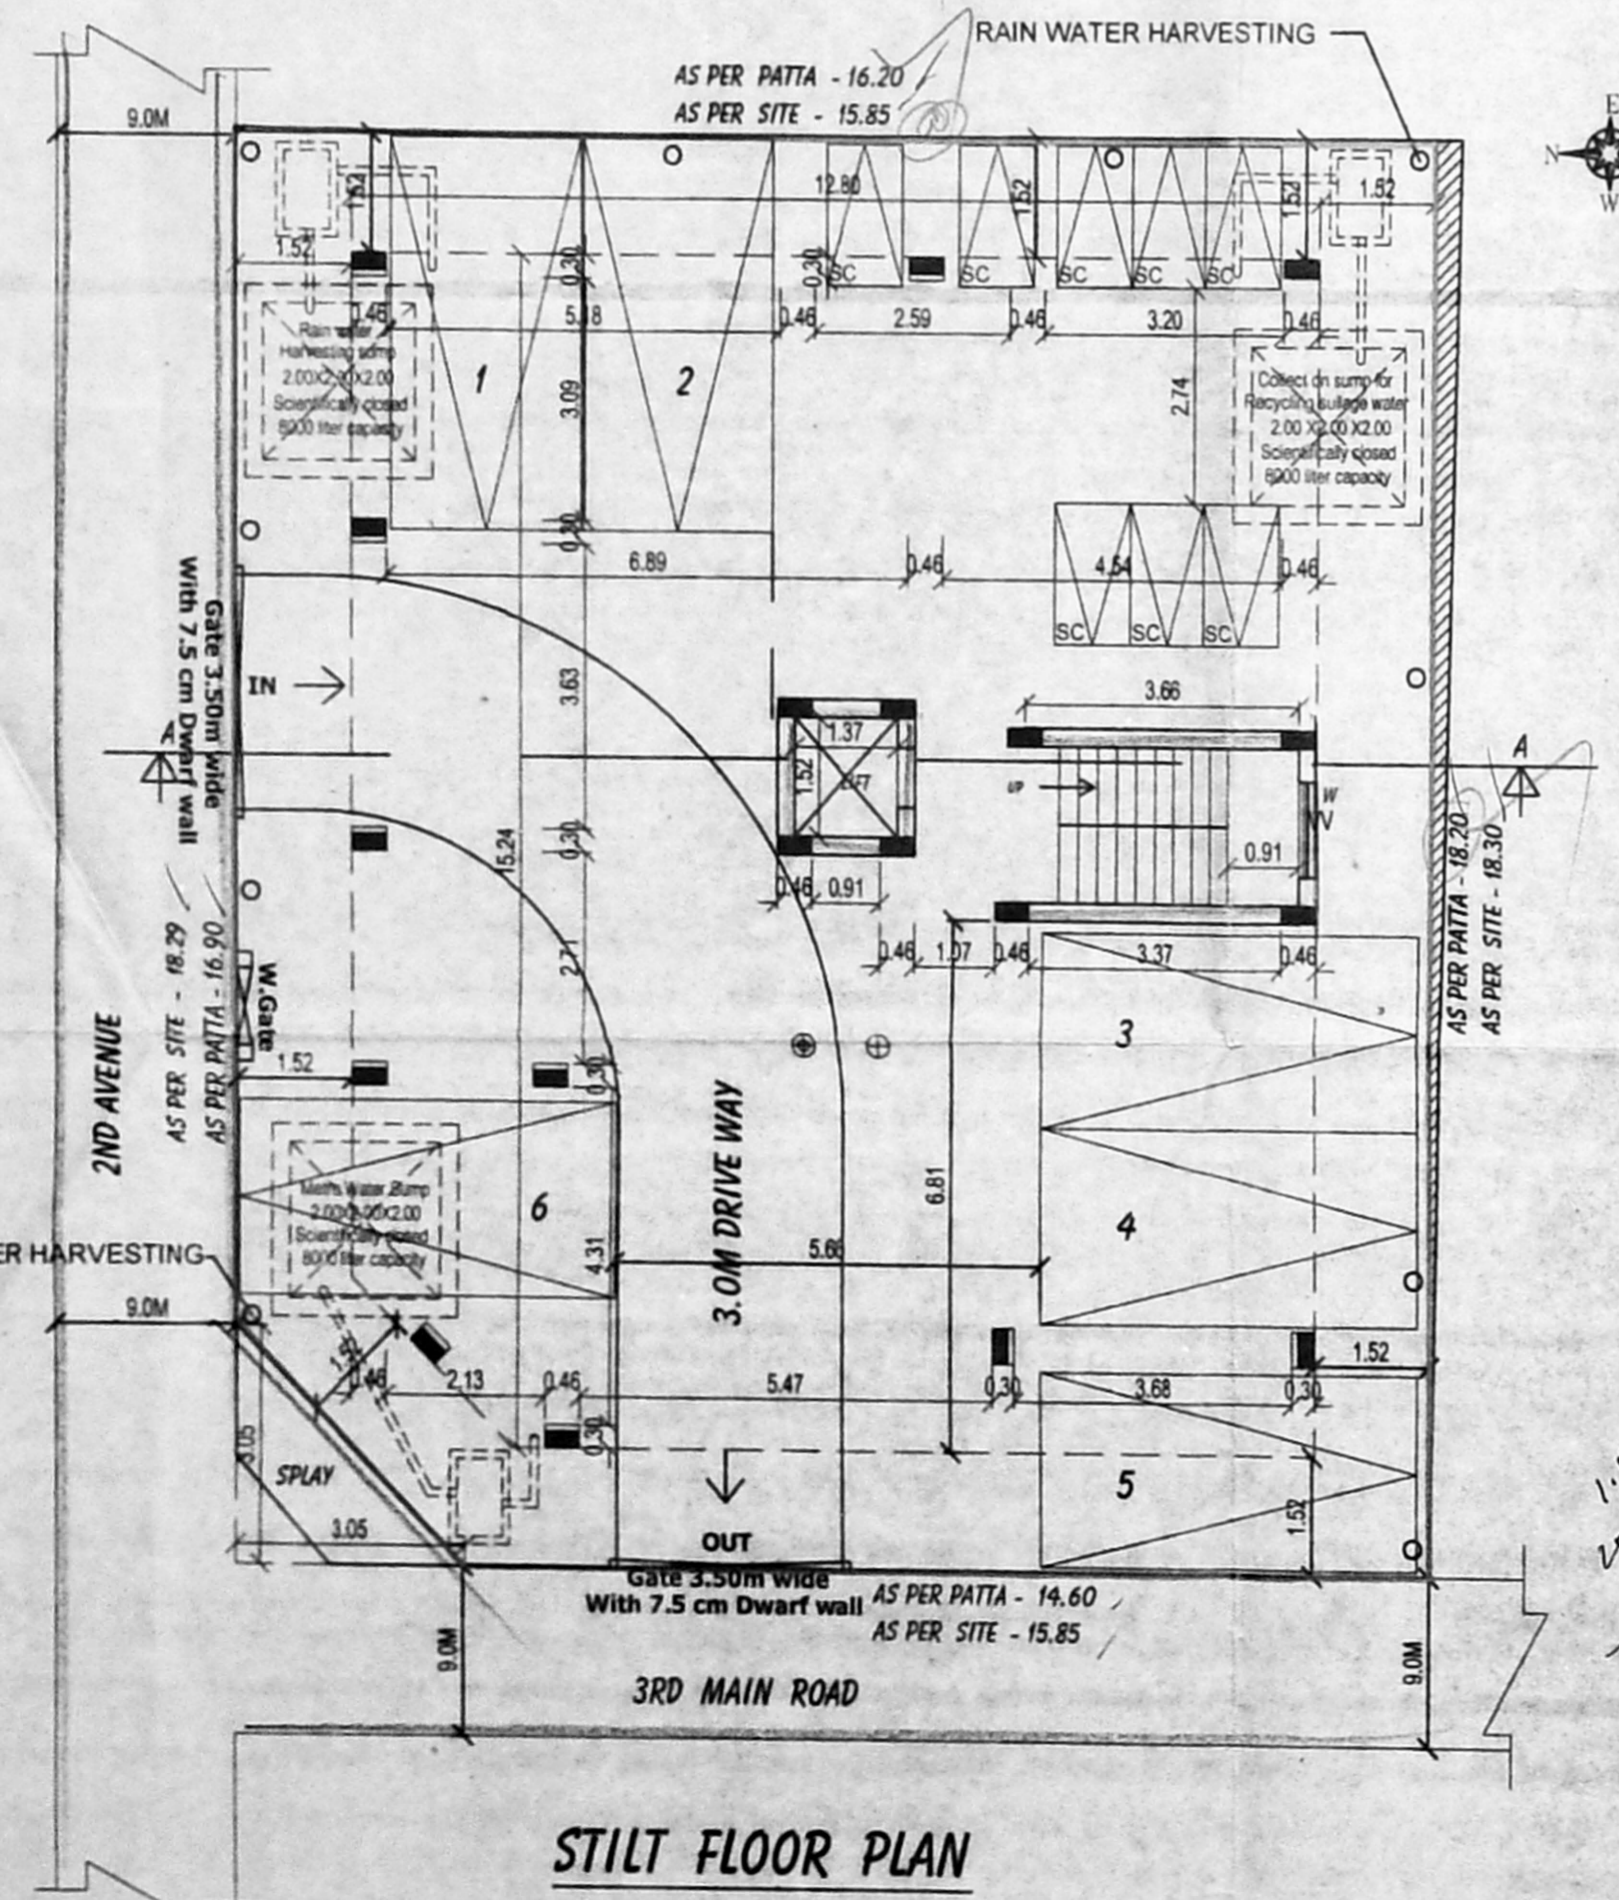 RAIN WATER HARVESTING
AS PER PATTA - 16.20
AS PER SITE - 15.85
E
N
W
9.0M
1.52
12.80
1.52
1.52
1.52
1.52
0.30
0.30
SC
SC
SC
SC
SC
0.46
5.18
0.46
2.59
0.46
3.20
0.46
Rain water
Harvesting sump
2.00X2.00X2.00
Scientifically closed
8000 liter capacity
1
2
3.09
2.74
Collection sump for
Recycling sullage water
2.00 X2.00 X2.00
Scientifically closed
8000 liter capacity
0.30
6.89
0.46
4.54
0.46
SC
SC
SC
Gate 3.50m wide
With 7.5 cm Dwarf wall
IN
3.63
3.66
A
1.37
1.52
LIFT
UP
W
V
A
15.24
0.30
0.91
0.46
0.91
AS PER PATTA - 18.20
AS PER SITE - 18.30
2.71
0.46
1.07
0.46
3.37
0.46
AS PER SITE - 18.29
AS PER PATTA - 16.90
W.Gate
2ND AVENUE
1.52
0.30
3
3.0M DRIVE WAY
6.81
Metro Water Sump
2.00X2.00X2.00
Scientifically closed
8000 liter capacity
6
4
4.31
5.66
ER HARVESTING
9.0M
1.52
1.52
0.46
2.13
0.46
5.47
0.30
3.68
0.30
3.05
0.30
SPLAY
5
1.52
3.05
OUT
Gate 3.50m wide
With 7.5 cm Dwarf wall
AS PER PATTA - 14.60
AS PER SITE - 15.85
9.0M
9.0M
3RD MAIN ROAD
STILT FLOOR PLAN